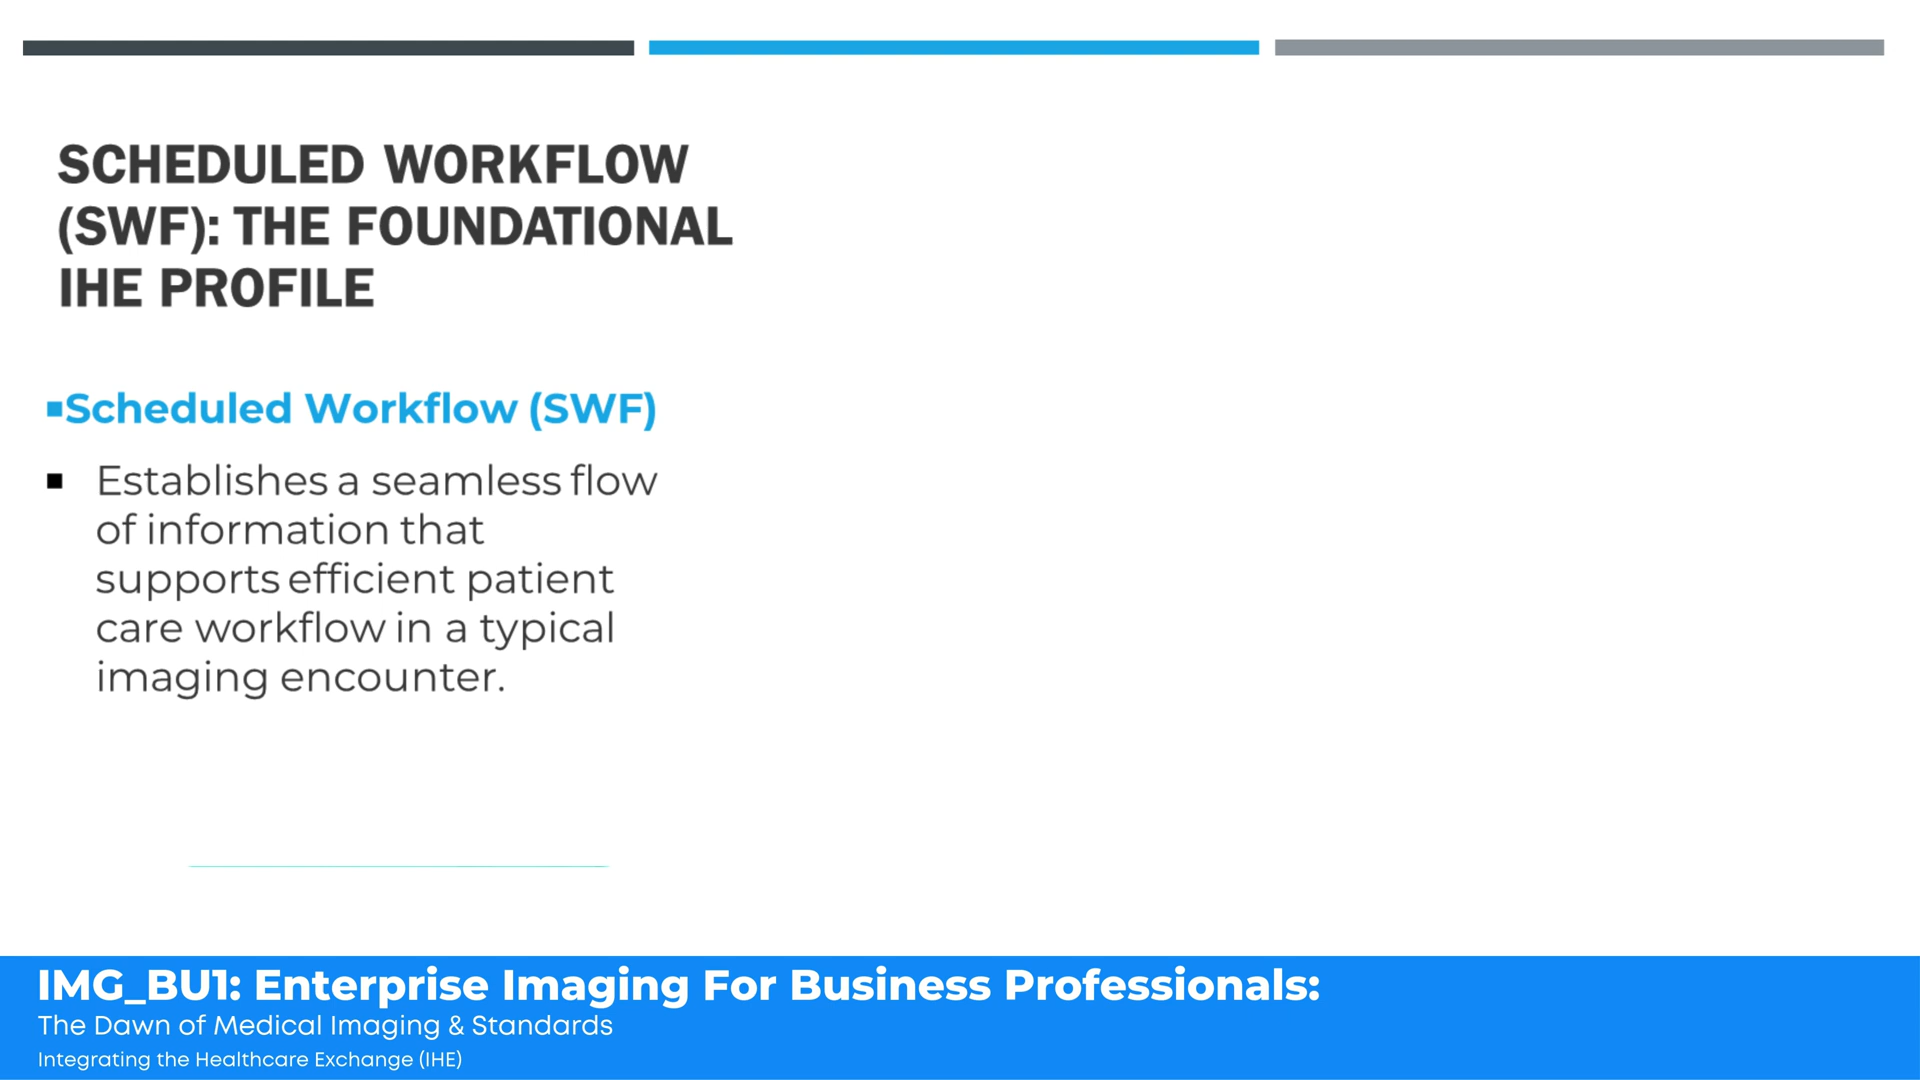 SCHEDULED WORKFLOW
(SWF): THE FOUNDATIONAL
IHE PROFILE
▪Scheduled Workflow (SWF)
▪ Establishes a seamless flow
of information that
supports efficient patient
care workflow in a typical
imaging encounter.
IMG_BU1: Enterprise Imaging For Business Professionals:
The Dawn of Medical Imaging & Standards
Integrating the Healthcare Exchange (IHE)